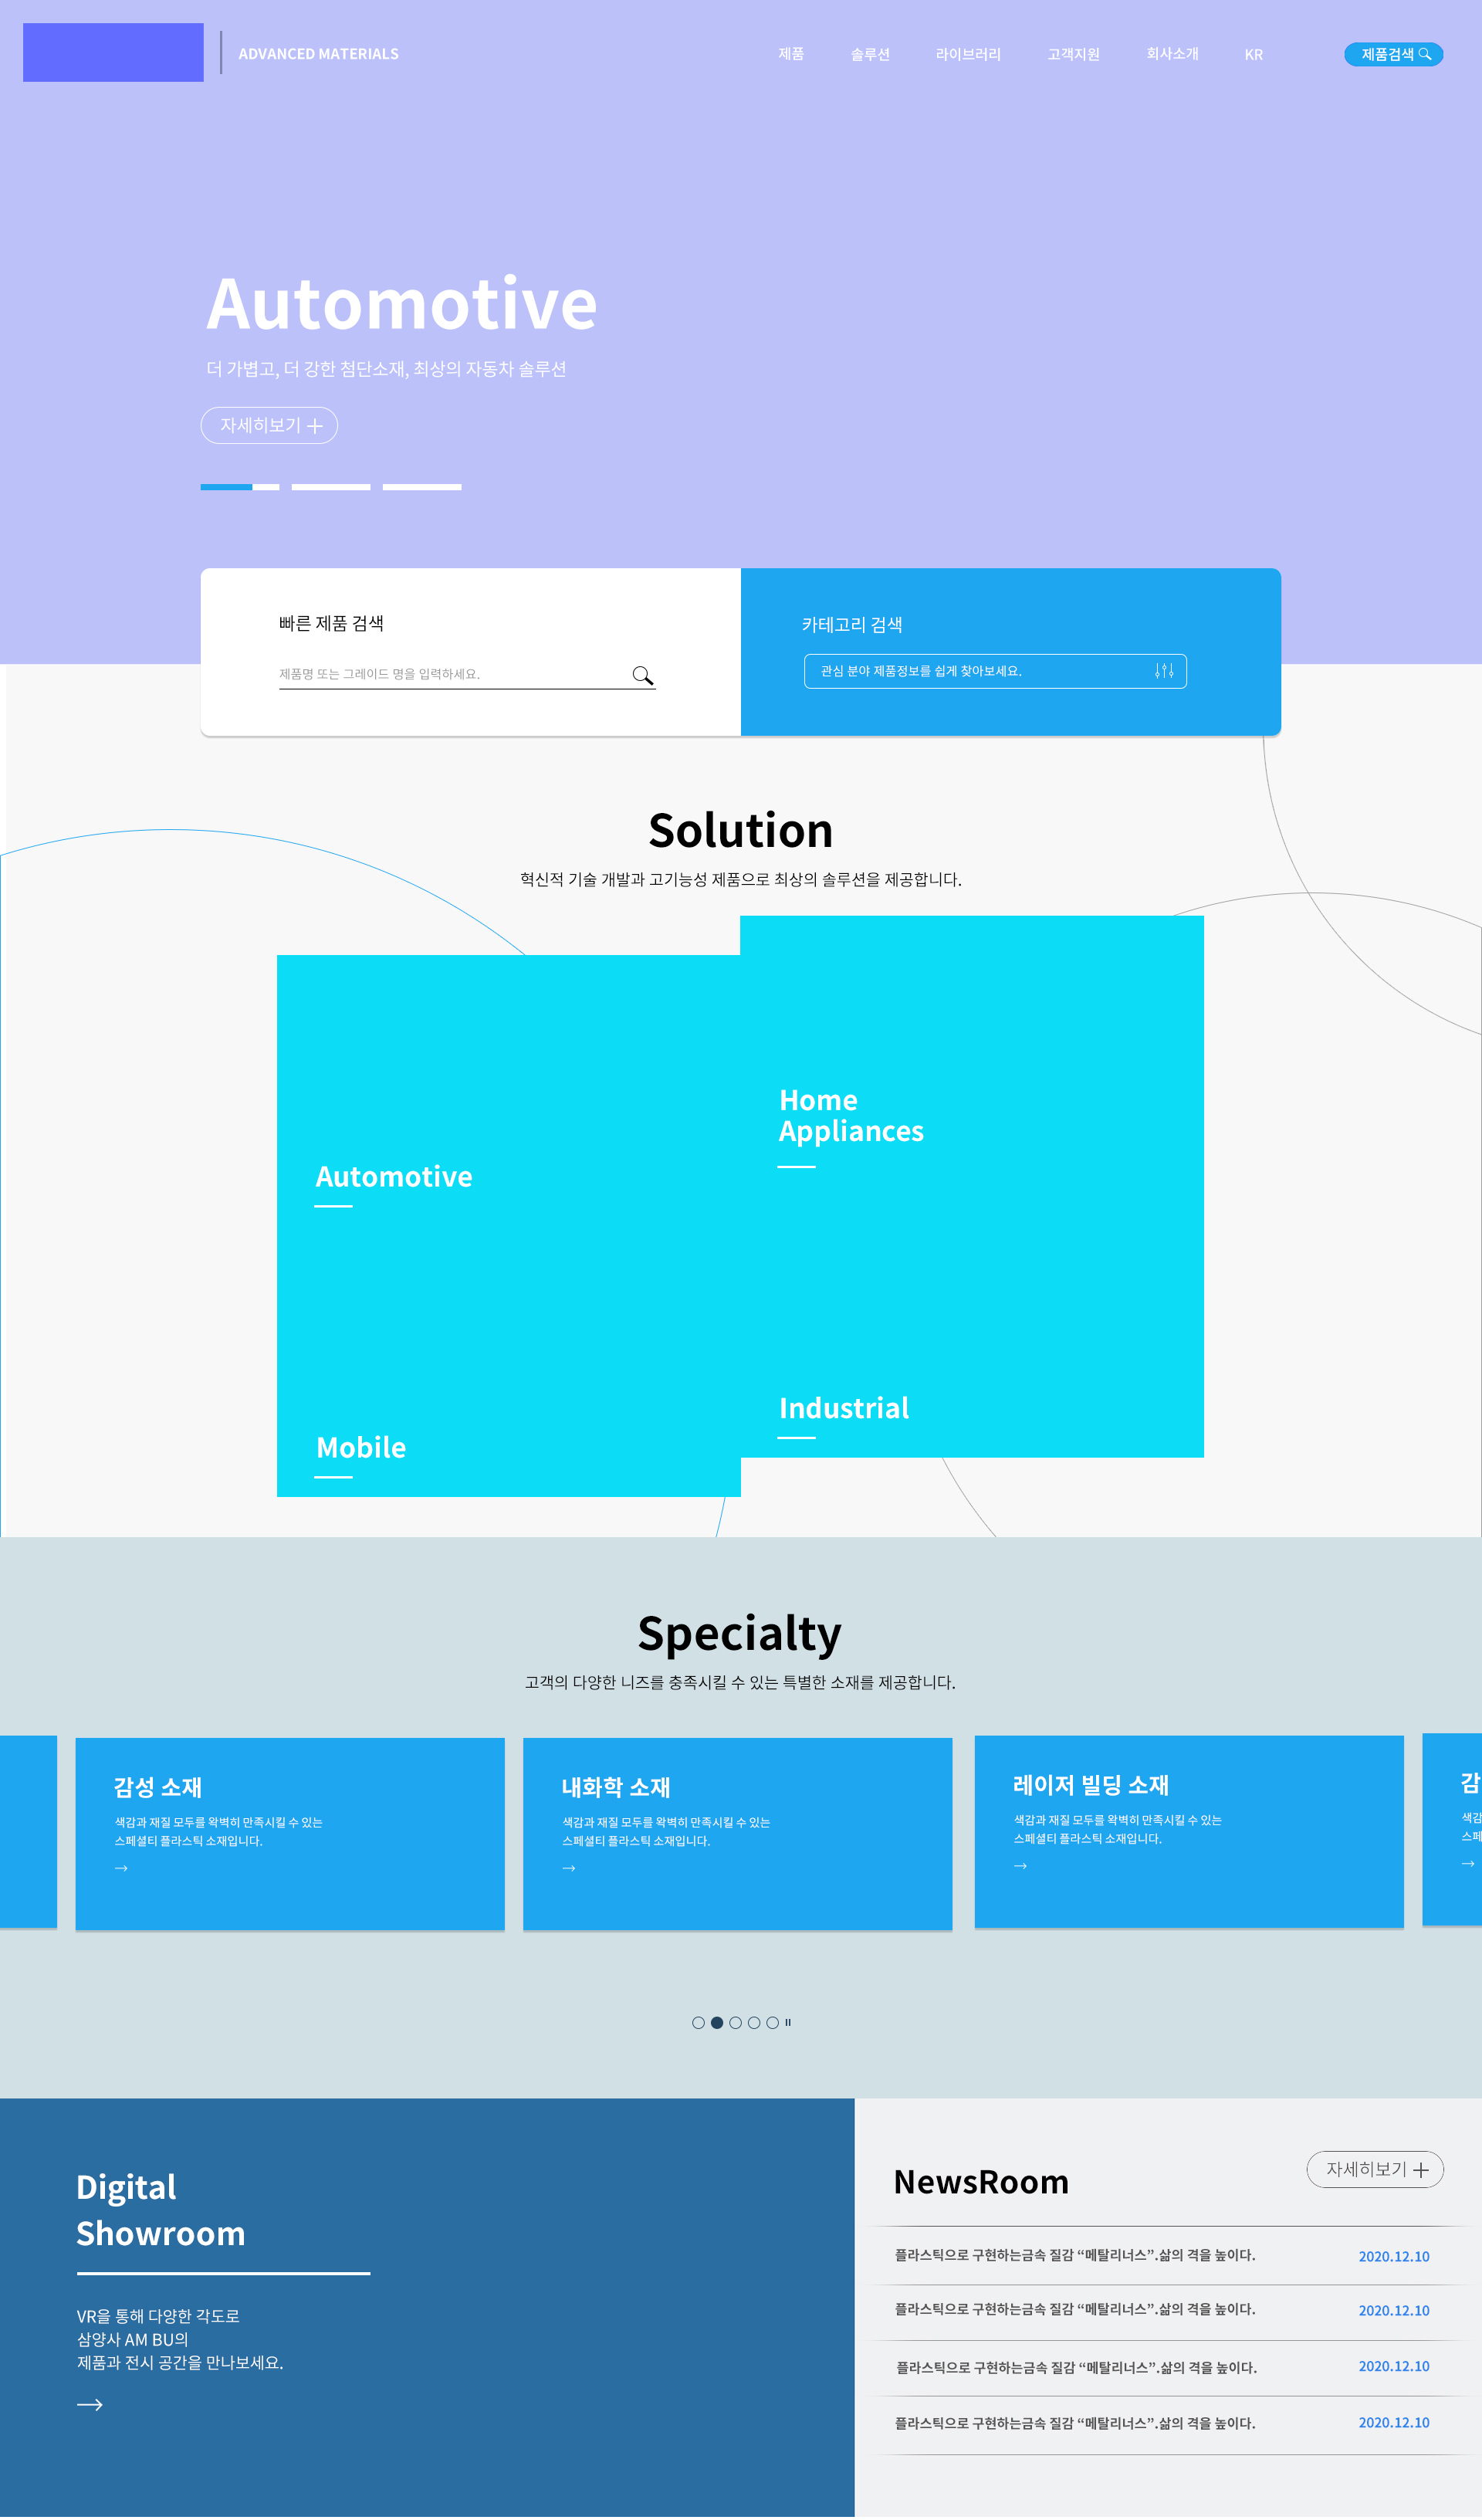 ADVANCED MATERIALS
제품 솔루션 라이브러리 고객지원 회사소개 KR 제품검색
Automotive
더 가볍고, 더 강한 첨단소재, 최상의 자동차 솔루션
자세히보기
빠른 제품 검색
제품명 또는 그레이드 명을 입력하세요.
카테고리 검색
관심 분야 제품정보를 쉽게 찾아보세요.
Solution
혁신적 기술 개발과 고기능성 제품으로 최상의 솔루션을 제공합니다.
Automotive
Home
Appliances
Mobile
Industrial
Specialty
고객의 다양한 니즈를 충족시킬 수 있는 특별한 소재를 제공합니다.
감성 소재
색감과 재질 모두를 왁벽히 만족시킬 수 있는
스페셜티 플라스틱 소재입니다.
내화학 소재
색감과 재질 모두를 왁벽히 만족시킬 수 있는
스페셜티 플라스틱 소재입니다.
레이저 빌딩 소재
색감과 재질 모두를 왁벽히 만족시킬 수 있는
스페셜티 플라스틱 소재입니다.
감
색감
스페
Digital
Showroom
VR을 통해 다양한 각도로
삼양사 AM BU의
제품과 전시 공간을 만나보세요.
NewsRoom
자세히보기
플라스틱으로 구현하는금속 질감 “메탈리너스”.삶의 격을 높이다. 2020.12.10
플라스틱으로 구현하는금속 질감 “메탈리너스”.삶의 격을 높이다. 2020.12.10
플라스틱으로 구현하는금속 질감 “메탈리너스”.삶의 격을 높이다. 2020.12.10
플라스틱으로 구현하는금속 질감 “메탈리너스”.삶의 격을 높이다. 2020.12.10